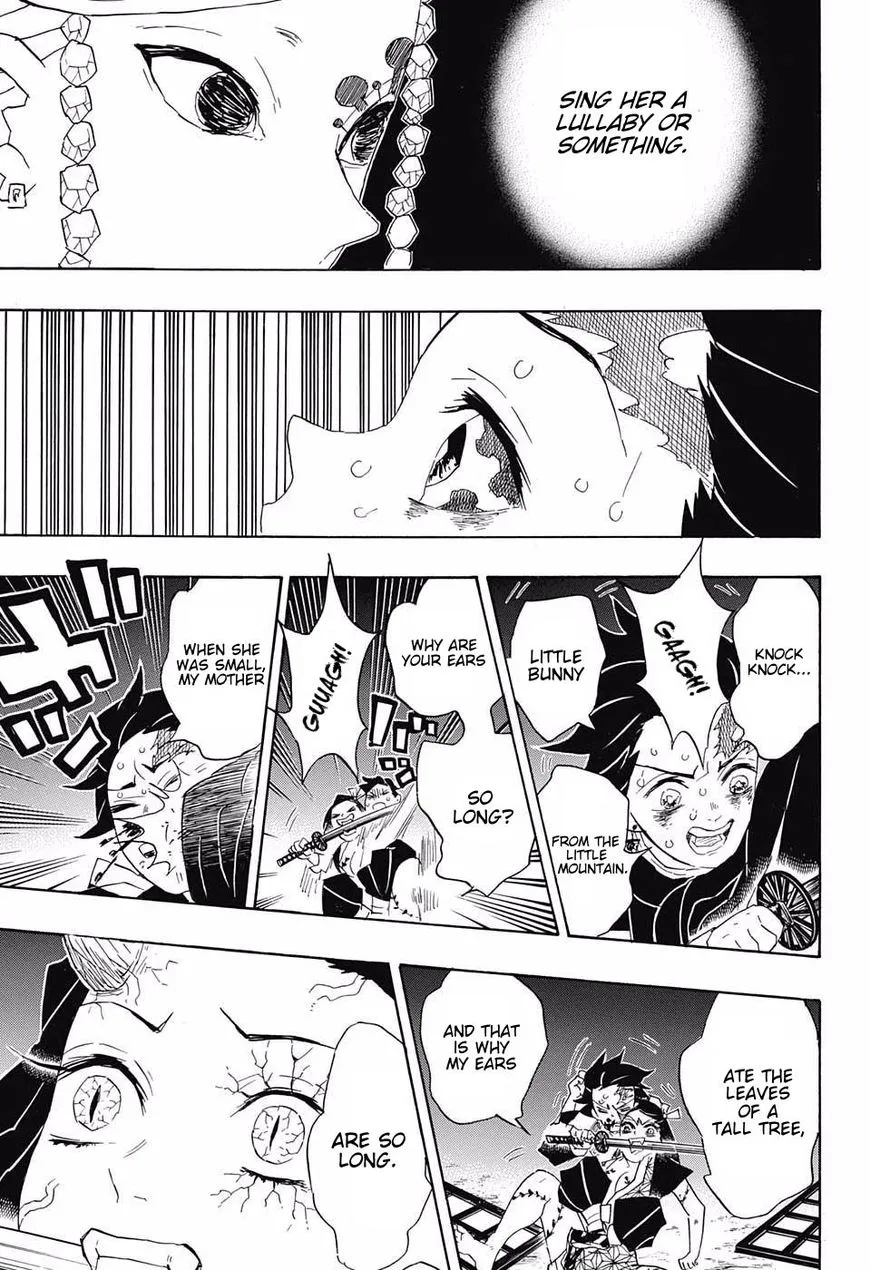 SING HER A
LULLABY OR
SOMETHING.
KNOCK
KNOCK...
GAAGH!
LITTLE
BUNNY
FROM THE
LITTLE
MOUNTAIN.
WHY ARE
YOUR EARS
SO
LONG?
GUUAGH!
WHEN SHE
WAS SMALL,
MY MOTHER
ATE THE
LEAVES
OF A
TALL TREE,
AND THAT
IS WHY
MY EARS
ARE SO
LONG.